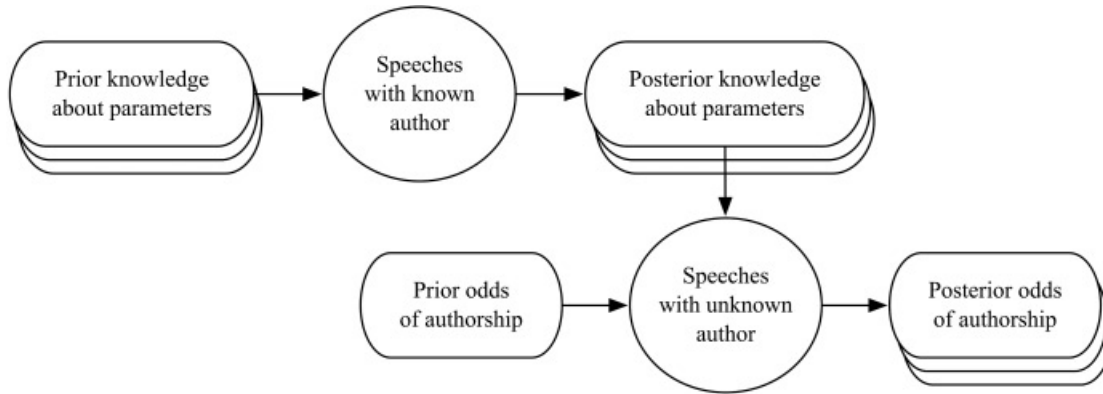 Prior knowledge
about parameters
Speeches
with known
author
Posterior knowledge
about parameters
Prior odds
of authorship
Speeches
with unknown
author
Posterior odds
of authorship